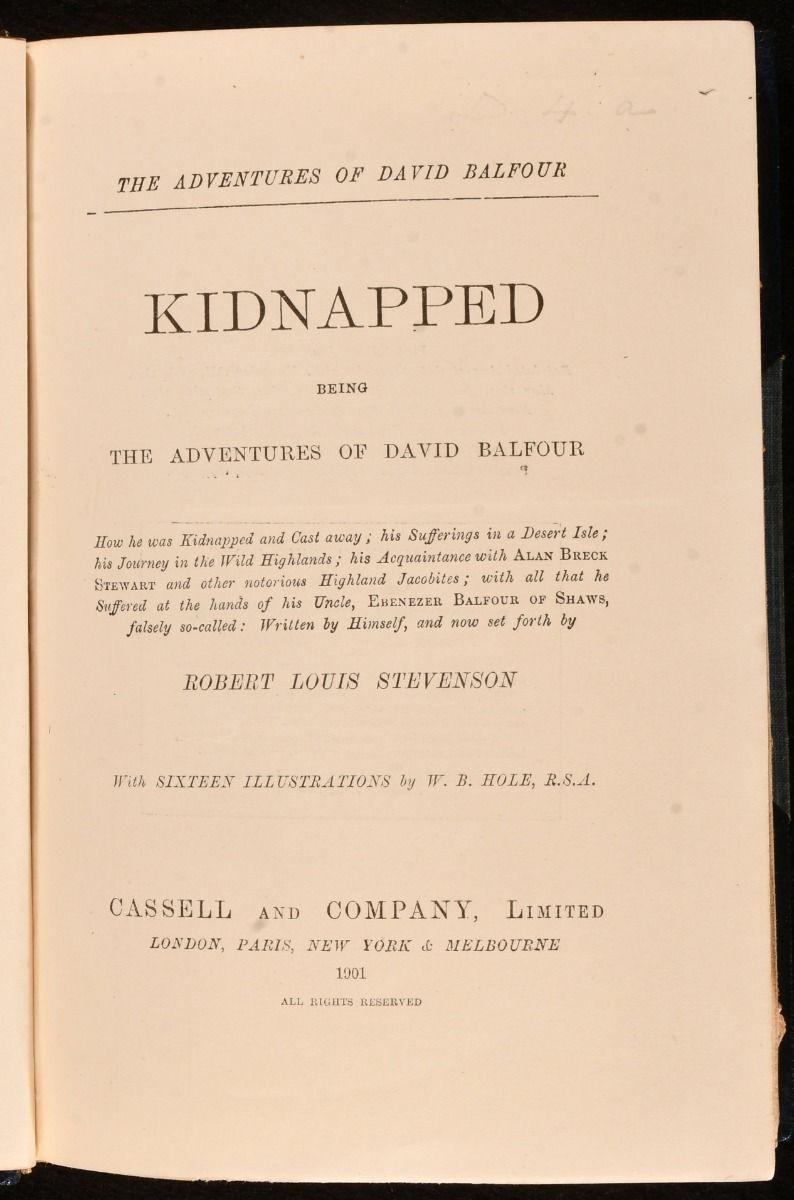 THE ADVENTURES OF DAVID BALFOUR
KIDNAPPED
BEING
THE ADVENTURES OF DAVID BALFOUR
How he was Kidnapped and Cast away; his Sufferings in a Desert Isle;
his Journey in the Wild Highlands; his Acquaintance with ALAN BRECK
STEWART and other notorious Highland Jacobites; with all that he
Suffered at the hands of his Uncle, EBENEZER BALFOUR OF SHAWS,
falsely so-called: Written by Himself, and now set forth by
ROBERT LOUIS STEVENSON
With SIXTEEN ILLUSTRATIONS by W. B. HOLE, R.S.A.
CASSELL AND COMPANY, LIMITED
LONDON, PARIS, NEW YORK & MELBOURNE
1901
ALL RIGHTS RESERVED